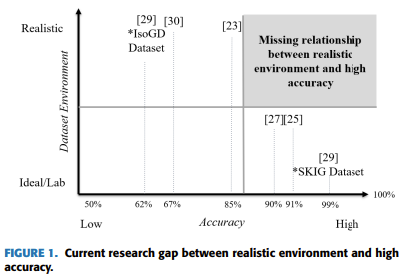 Realistic
[29] [30]
*IsoGD
Dataset
[23]
Missing relationship
between realistic
environment and high
accuracy
Dataset Environment
[27][25]
[29]
*SKIG Dataset
Ideal/Lab
50% 62% 67% 85% 90% 91% 99% 100%
Low Accuracy High
FIGURE 1. Current research gap between realistic environment and high
accuracy.